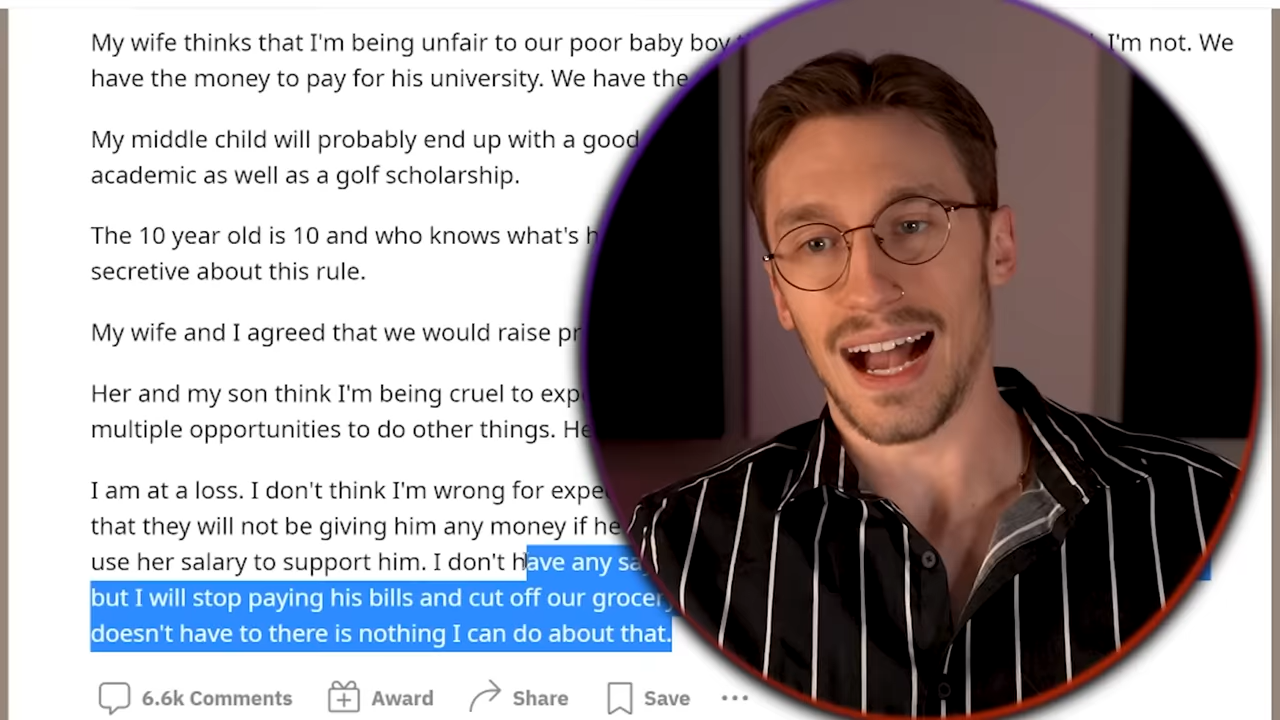 My wife thinks that I'm being unfair to our poor baby boy I'm not. We
have the money to pay for his university. We have the
My middle child will probably end up with a good
academic as well as a golf scholarship.
The 10 year old is 10 and who knows what's
secretive about this rule.
My wife and I agreed that we would raise
Her and my son think I'm being cruel to
multiple opportunities to do other things.
I am at a loss. I don't think I'm wrong for
that they will not be giving him any money if he
use her salary to support him. I don't have any
but I will stop paying his bills and cut off our grocery
doesn't have to there is nothing I can do about that.
6.6k Comments Award Share Save ...